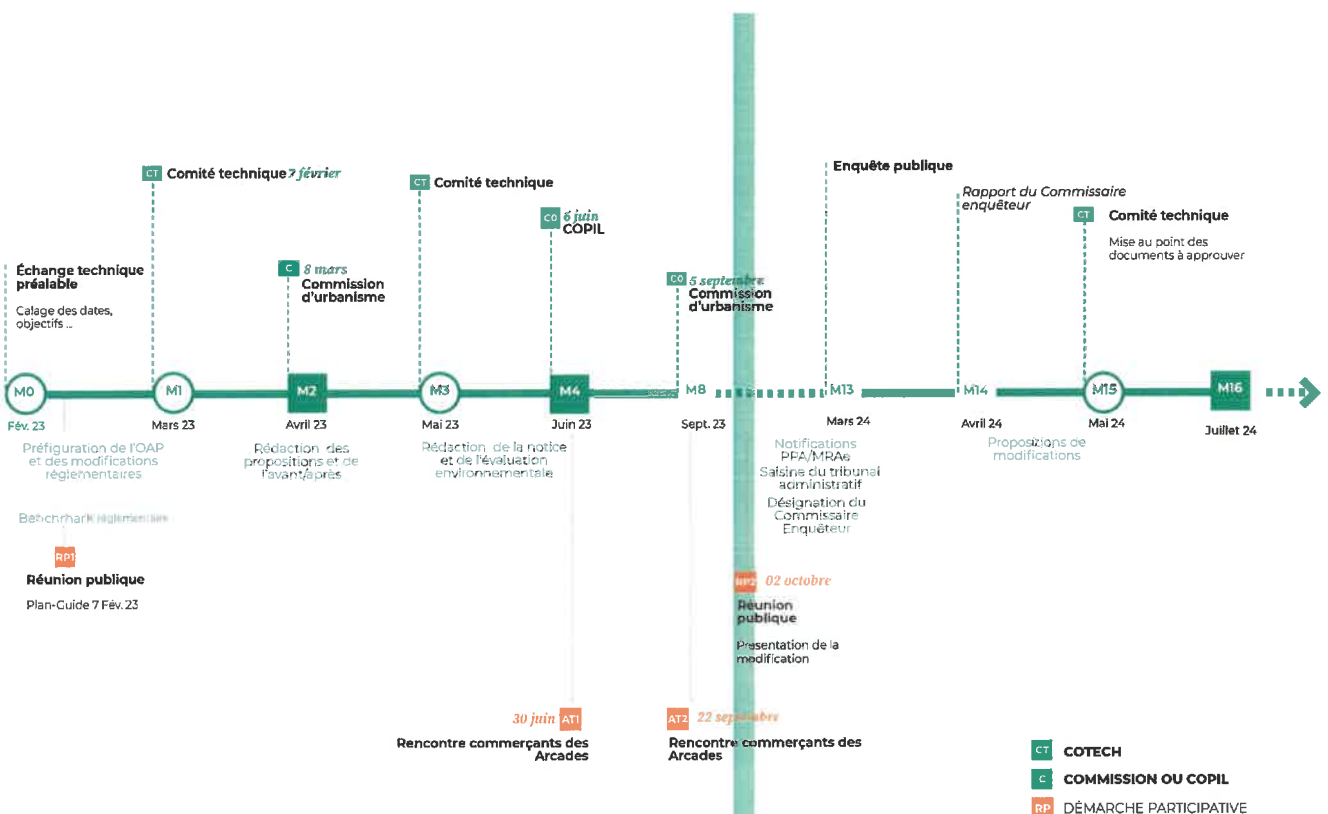 Enquête publique
CT Comité technique 7 février
CT Comité technique
Rapport du Commissaire
enquêteur
CO 6 juin
COPIL
CT Comité technique
Mise au point des
documents à approuver
Échange technique
préalable
Calage des dates,
objectifs ...
C 8 mars
Commission
d'urbanisme
CO 5 septembre
Commission
d'urbanisme
M0 M1 M2 M3 M4 M8 M13 M14 M15 M16
Fév. 23 Mars 23 Avril 23 Mai 23 Juin 23 Sept. 23 Mars 24 Avril 24 Mai 24 Juillet 24
Préfiguration de l'OAP
et des modifications
réglementaires
Rédaction des
propositions et de
l'avant/après
Rédaction de la notice
et de l'évaluation
environnementale
Notifications
PPA/MRAe
Saisine du tribunal
administratif
Désignation du
Commissaire
Enquêteur
Propositions de
modifications
Benchmark réglementaire
RP1
Réunion publique
Plan-Guide 7 Fév. 23
RP2 02 octobre
Réunion
publique
Présentation de la
modification
30 juin AT1
Rencontre commerçants des
Arcades
AT2 22 septembre
Rencontre commerçants des
Arcades
CT COTECH
C COMMISSION OU COPIL
RP DÉMARCHE PARTICIPATIVE